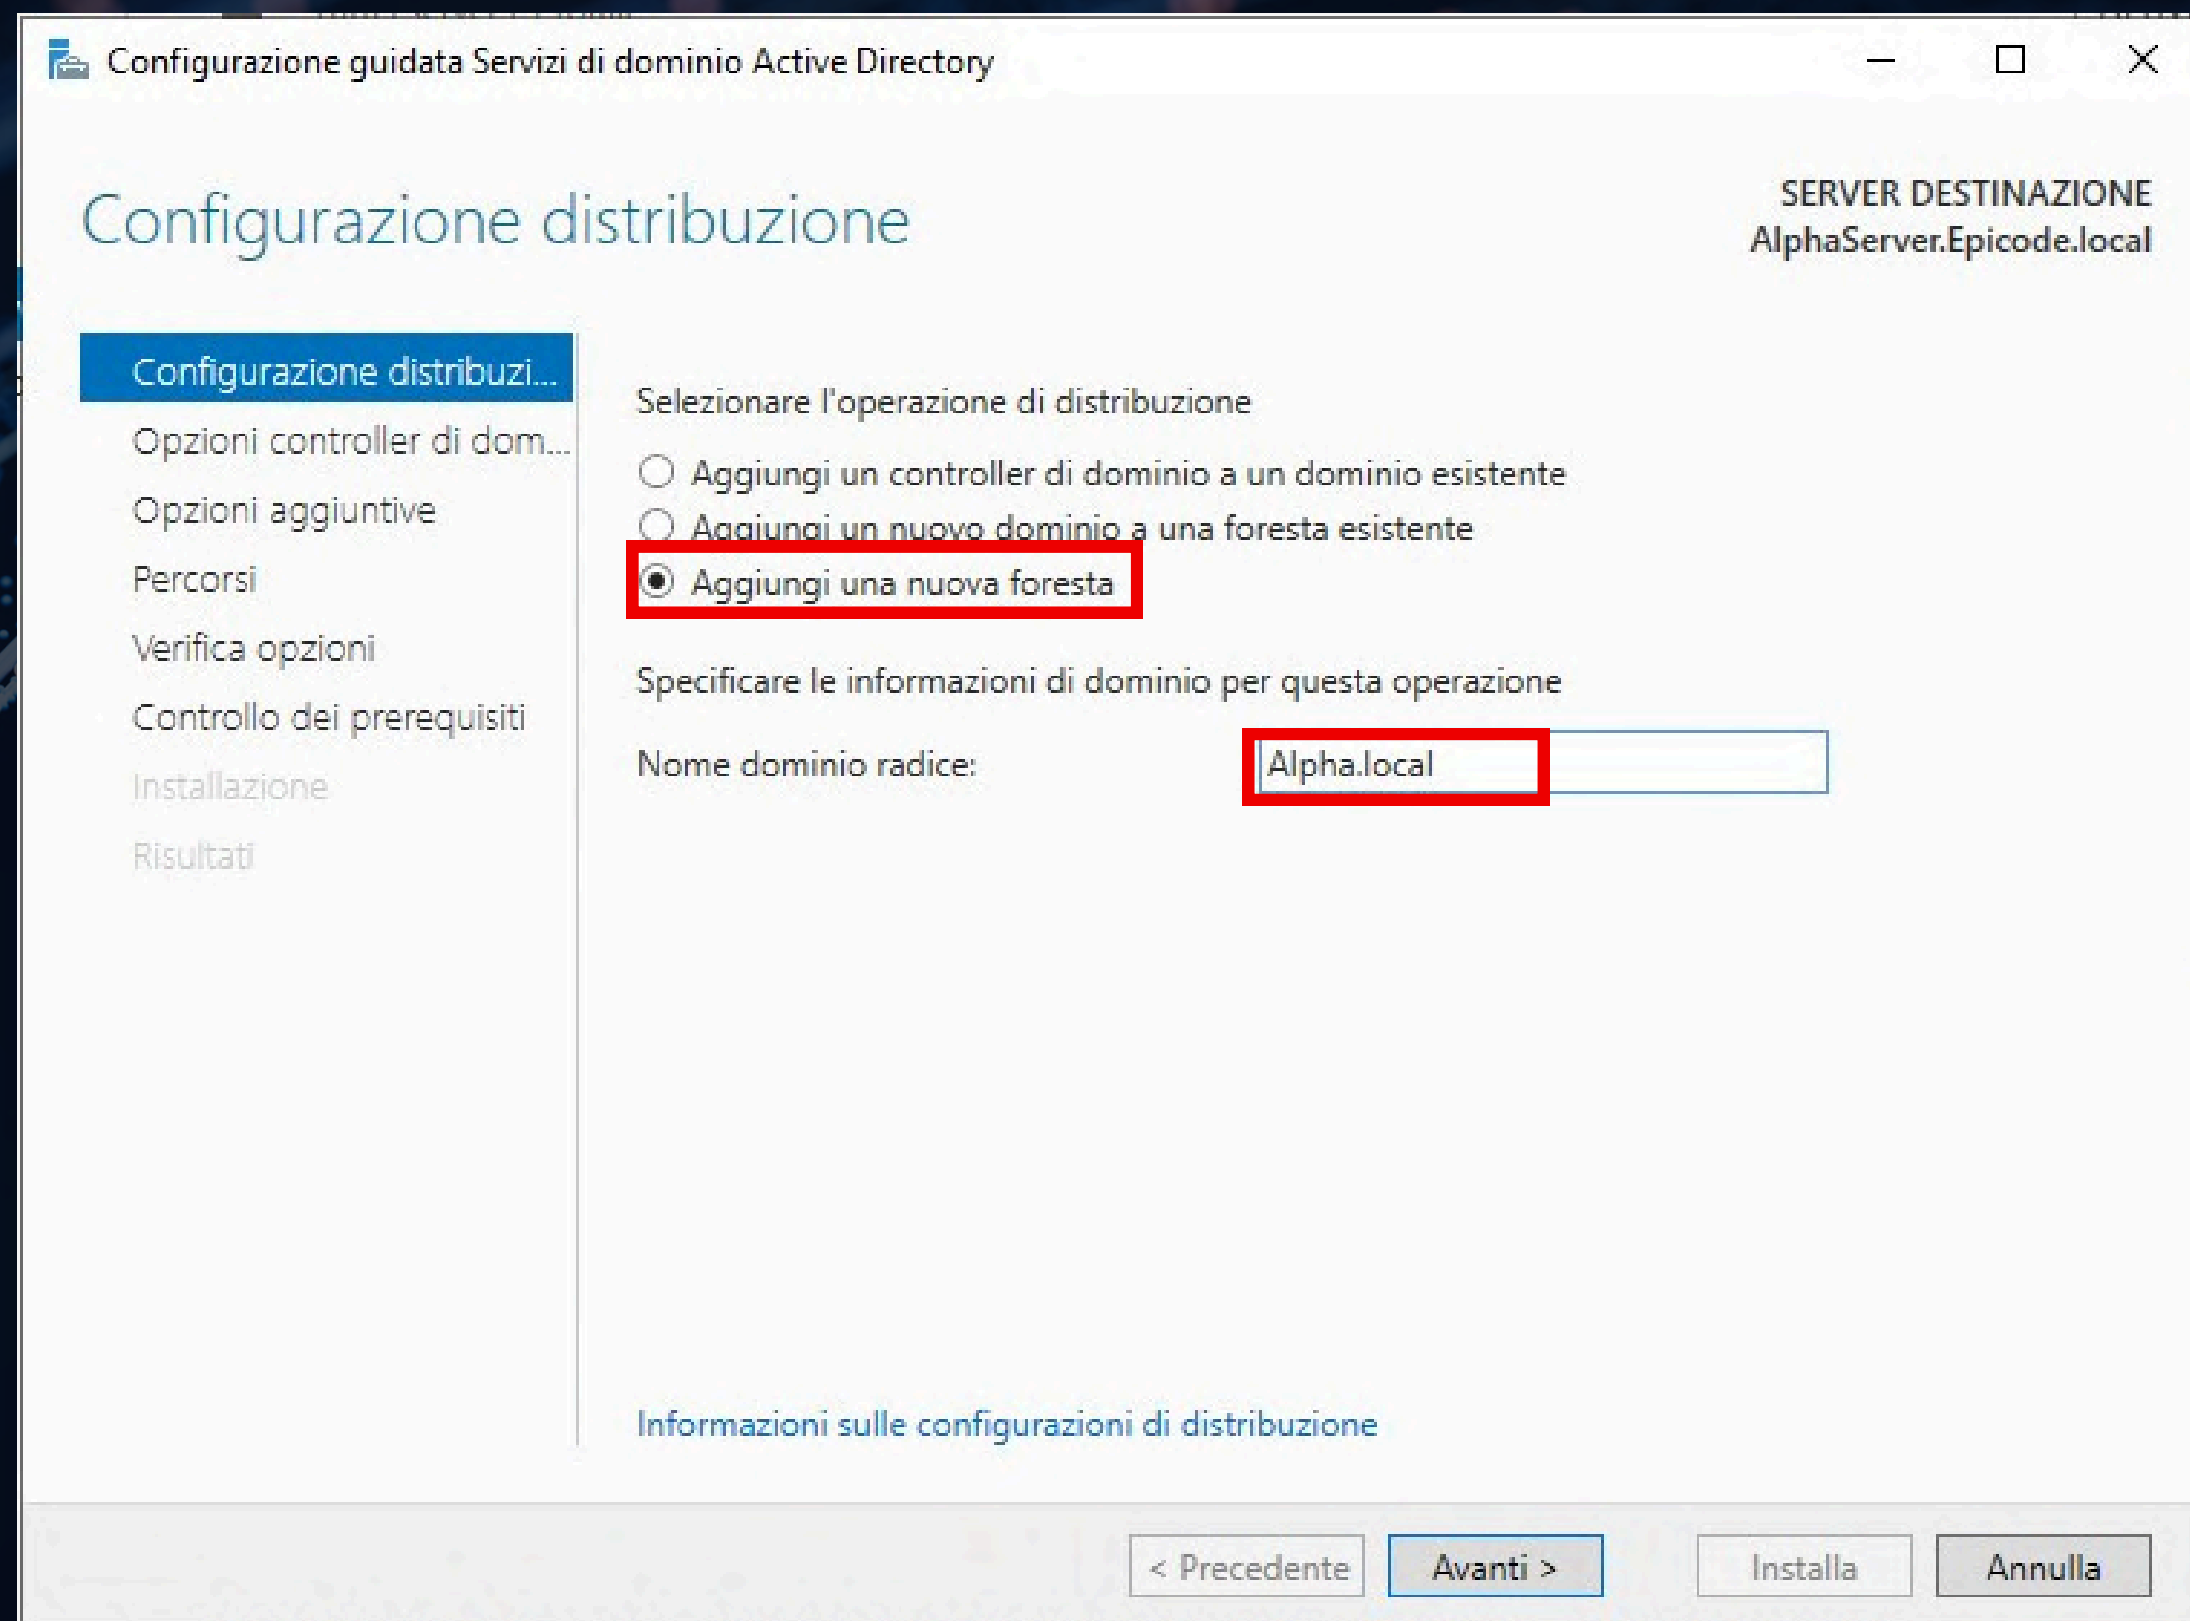 Configurazione guidata Servizi di dominio Active Directory
Configurazione distribuzione
SERVER DESTINAZIONE
AlphaServer.Epicode.local
Configurazione distribuzi...
Opzioni controller di dom...
Opzioni aggiuntive
Percorsi
Verifica opzioni
Controllo dei prerequisiti
Installazione
Risultati
Selezionare l'operazione di distribuzione
Aggiungi un controller di dominio a un dominio esistente
Aggiungi un nuovo dominio a una foresta esistente
Aggiungi una nuova foresta
Specificare le informazioni di dominio per questa operazione
Nome dominio radice:
Alpha.local
Informazioni sulle configurazioni di distribuzione
< Precedente
Avanti >
Installa
Annulla